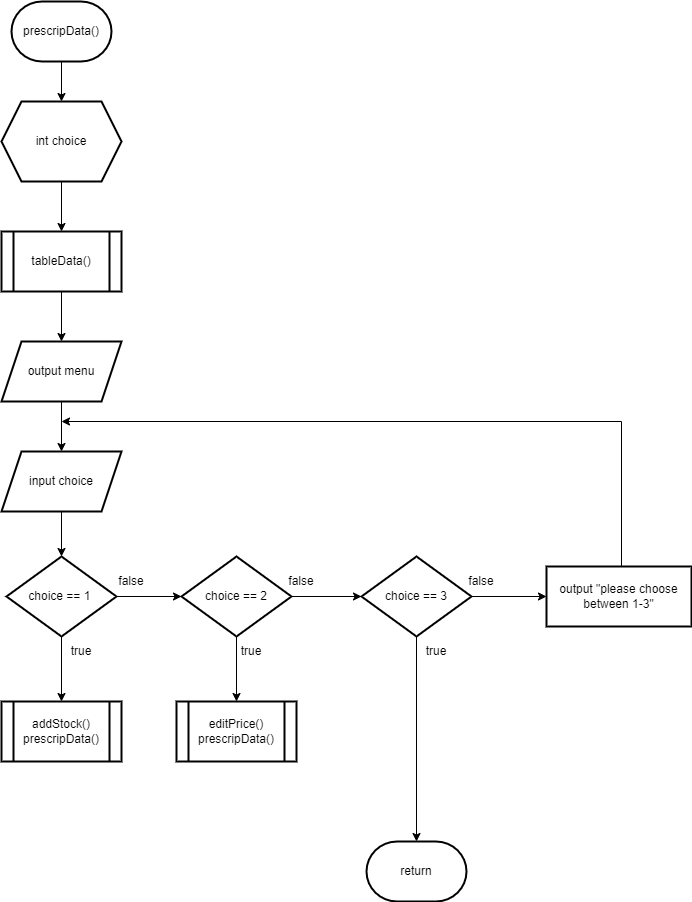 prescripData()
int choice
tableData()
output menu
input choice
choice == 1
false
choice == 2
false
choice == 3
false
output "please choose
between 1-3"
true
true
true
addStock()
prescripData()
editPrice()
prescripData()
return